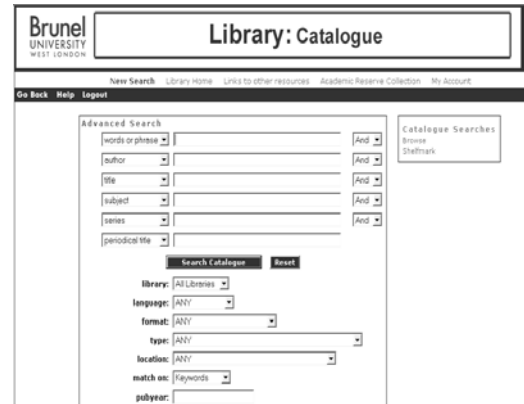 Brunel
UNIVERSITY
WEST LONDON
Library: Catalogue
New Search Library Home Links to other resources Academic Reserve Collection My Account
Go Back Help Logout
Advanced Search
words or phrase And
author And
title And
subject And
series And
periodical title
Search Catalogue Reset
library: All Libraries
language: ANY
format: ANY
type: ANY
location: ANY
match on: Keywords
pubyear:
Catalogue Searches
Browse
Shelfmark